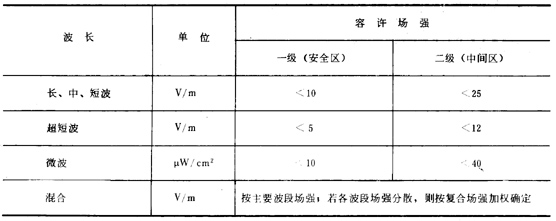 波长 单位 容许场强
一级（安全区） 二级（中间区）
长、中、短波 V/m ＜10 ＜25
超短波 V/m ＜5 ＜12
微波 μW/cm² ＜10 ＜40
混合 V/m 按主要波段场强；若各波段场强分散，则按复合场强加权确定